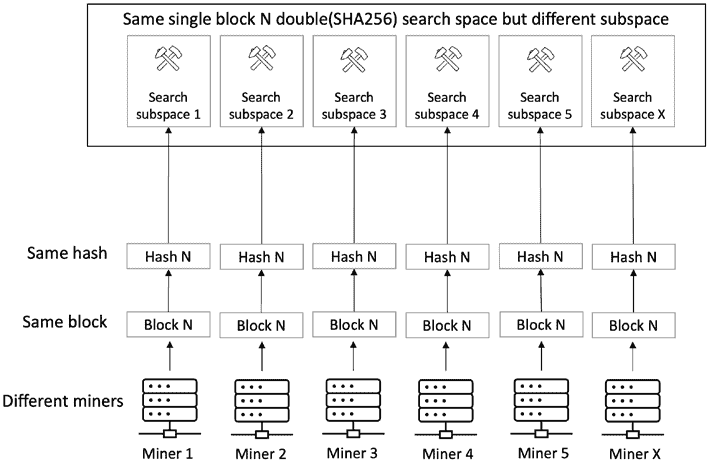 Same single block N double(SHA256) search space but different subspace
Search
subspace 1
Search
subspace 2
Search
subspace 3
Search
subspace 4
Search
subspace 5
Search
subspace X
Same hash
Hash N
Hash N
Hash N
Hash N
Hash N
Hash N
Same block
Block N
Block N
Block N
Block N
Block N
Block N
Different miners
Miner 1
Miner 2
Miner 3
Miner 4
Miner 5
Miner X